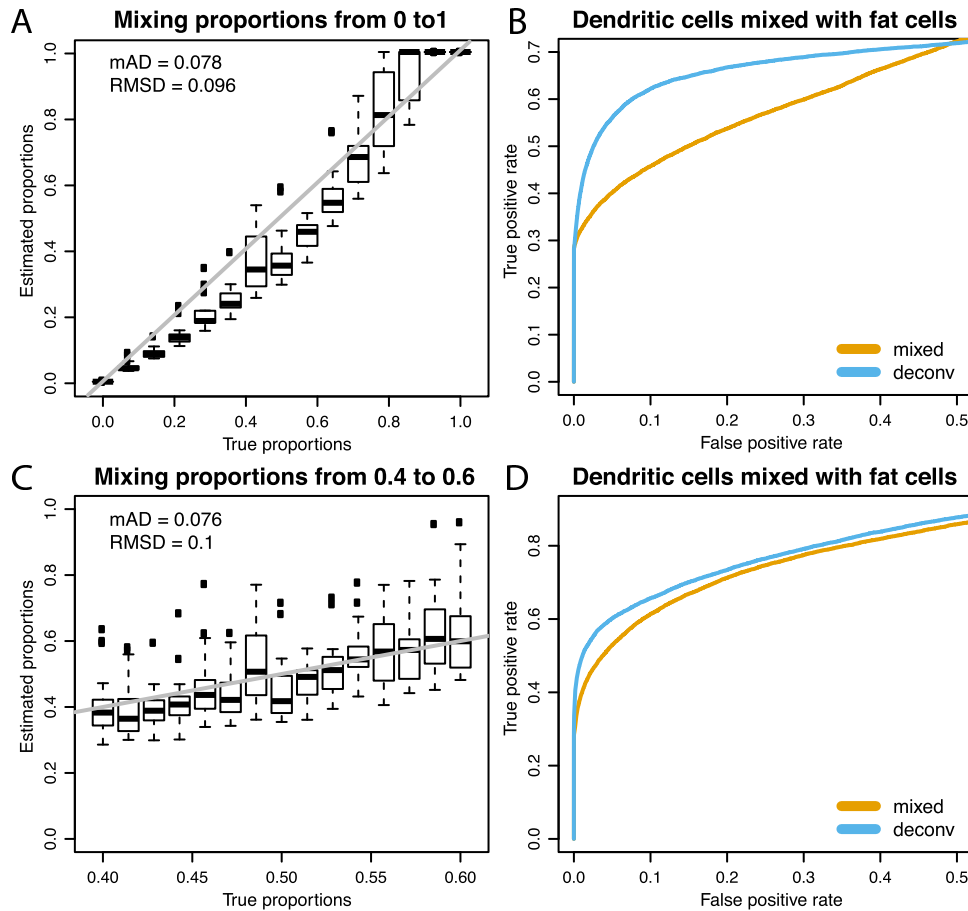 A
Mixing proportions from 0 to1
mAD = 0.078
RMSD = 0.096
Estimated proportions
0.0
0.2
0.4
0.6
0.8
1.0
0.0 0.2 0.4 0.6 0.8 1.0
True proportions
B
Dendritic cells mixed with fat cells
True positive rate
0.0
0.1
0.2
0.3
0.4
0.5
0.6
0.7
mixed
deconv
0.0 0.1 0.2 0.3 0.4 0.5
False positive rate
C
Mixing proportions from 0.4 to 0.6
mAD = 0.076
RMSD = 0.1
Estimated proportions
0.0
0.2
0.4
0.6
0.8
1.0
0.40 0.45 0.50 0.55 0.60
True proportions
D
Dendritic cells mixed with fat cells
True positive rate
0.0
0.2
0.4
0.6
0.8
mixed
deconv
0.0 0.1 0.2 0.3 0.4 0.5
False positive rate